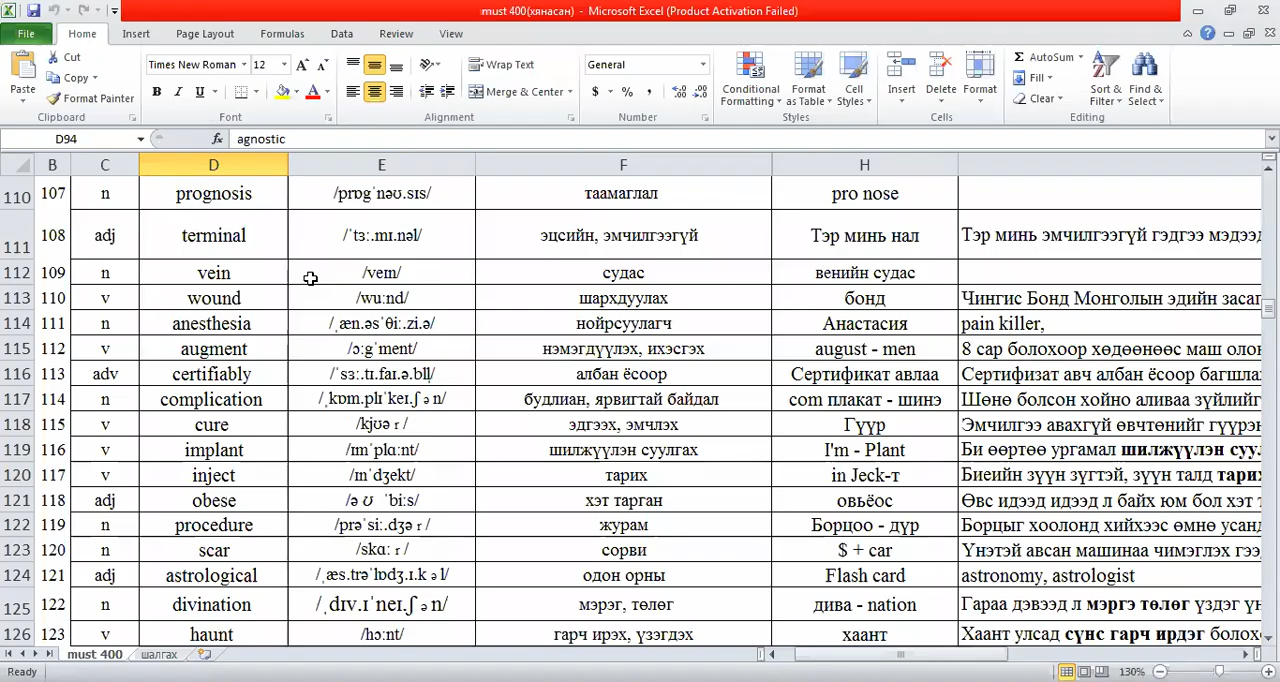 must 400(хянасан) - Microsoft Excel (Product Activation Failed)
File Home Insert Page Layout Formulas Data Review View
Paste Cut Copy Format Painter Clipboard
Times New Roman 12 B I U A Font
Wrap Text Merge & Center Alignment
General $ % , Number
Conditional Formatting Format as Table Cell Styles Styles
Insert Delete Format Cells
Σ AutoSum Fill Clear Sort & Filter Find & Select Editing
D94 fx agnostic
B C D E F H
110 107 n prognosis /prɒɡˈnəʊ.sɪs/ таамаглал pro nose
111 108 adj terminal /ˈtɜː.mɪ.nəl/ эцсийн, эмчилгээгүй Тэр минь нал Тэр минь эмчилгээгүй гэдгээ мэдээд
112 109 n vein /veɪn/ судас венийн судас
113 110 v wound /wuːnd/ шархдуулах бонд Чингис Бонд Монголын эдийн засаг
114 111 n anesthesia /ˌæn.əsˈθiː.zi.ə/ нойрсуулагч Анастасия pain killer,
115 112 v augment /ɔːɡˈment/ нэмэгдүүлэх, ихэсгэх august - men 8 сар болохоор хөдөөнөөс маш олон
116 113 adv certifiably /ˈsɜː.tɪ.faɪ.ə.bli/ албан ёсоор Сертификат авлаа Сертифизат авч албан ёсоор багшла
117 114 n complication /ˌkɒm.plɪˈkeɪ.ʃ ə n/ будлиан, ярвигтай байдал com плакат - шинэ Шөнө болсон хойно аливаа зүйлийг
118 115 v cure /kjʊə r / эдгээх, эмчлэх Гүүр Эмчилгээ авахгүй өвчтөнийг гүүрэн
119 116 v implant /ɪmˈplɑːnt/ шилжүүлэн суулгах I'm - Plant Би өөртөө ургамал шилжүүлэн суу
120 117 v inject /ɪnˈdʒekt/ тарих in Jeck-т Биеийн зүүн зүгтэй, зүүн талд тарих
121 118 adj obese /ə ʊ ˈbiːs/ хэт тарган овьёос Өвс идээд идээд л байх юм бол хэт т
122 119 n procedure /prəˈsiː.dʒə r / журам Борцоо - дүр Борцыг хоолонд хийхээс өмнө усанд
123 120 n scar /skɑː r / сорви $ + car Үнэтэй авсан машинаа чимэглэх гээ
124 121 adj astrological /ˌæs.trəˈlɒdʒ.ɪ.k ə l/ одон орны Flash card astronomy, astrologist
125 122 n divination /ˌdɪv.ɪˈneɪ.ʃ ə n/ мэрэг, төлөг дива - nation Гараа дэвээд л мэргэ төлөг үздэг үн
126 123 v haunt /hɔːnt/ гарч ирэх, үзэгдэх хаант Хаант улсад сүнс гарч ирдэг болох
must 400 шалгах
Ready 130%